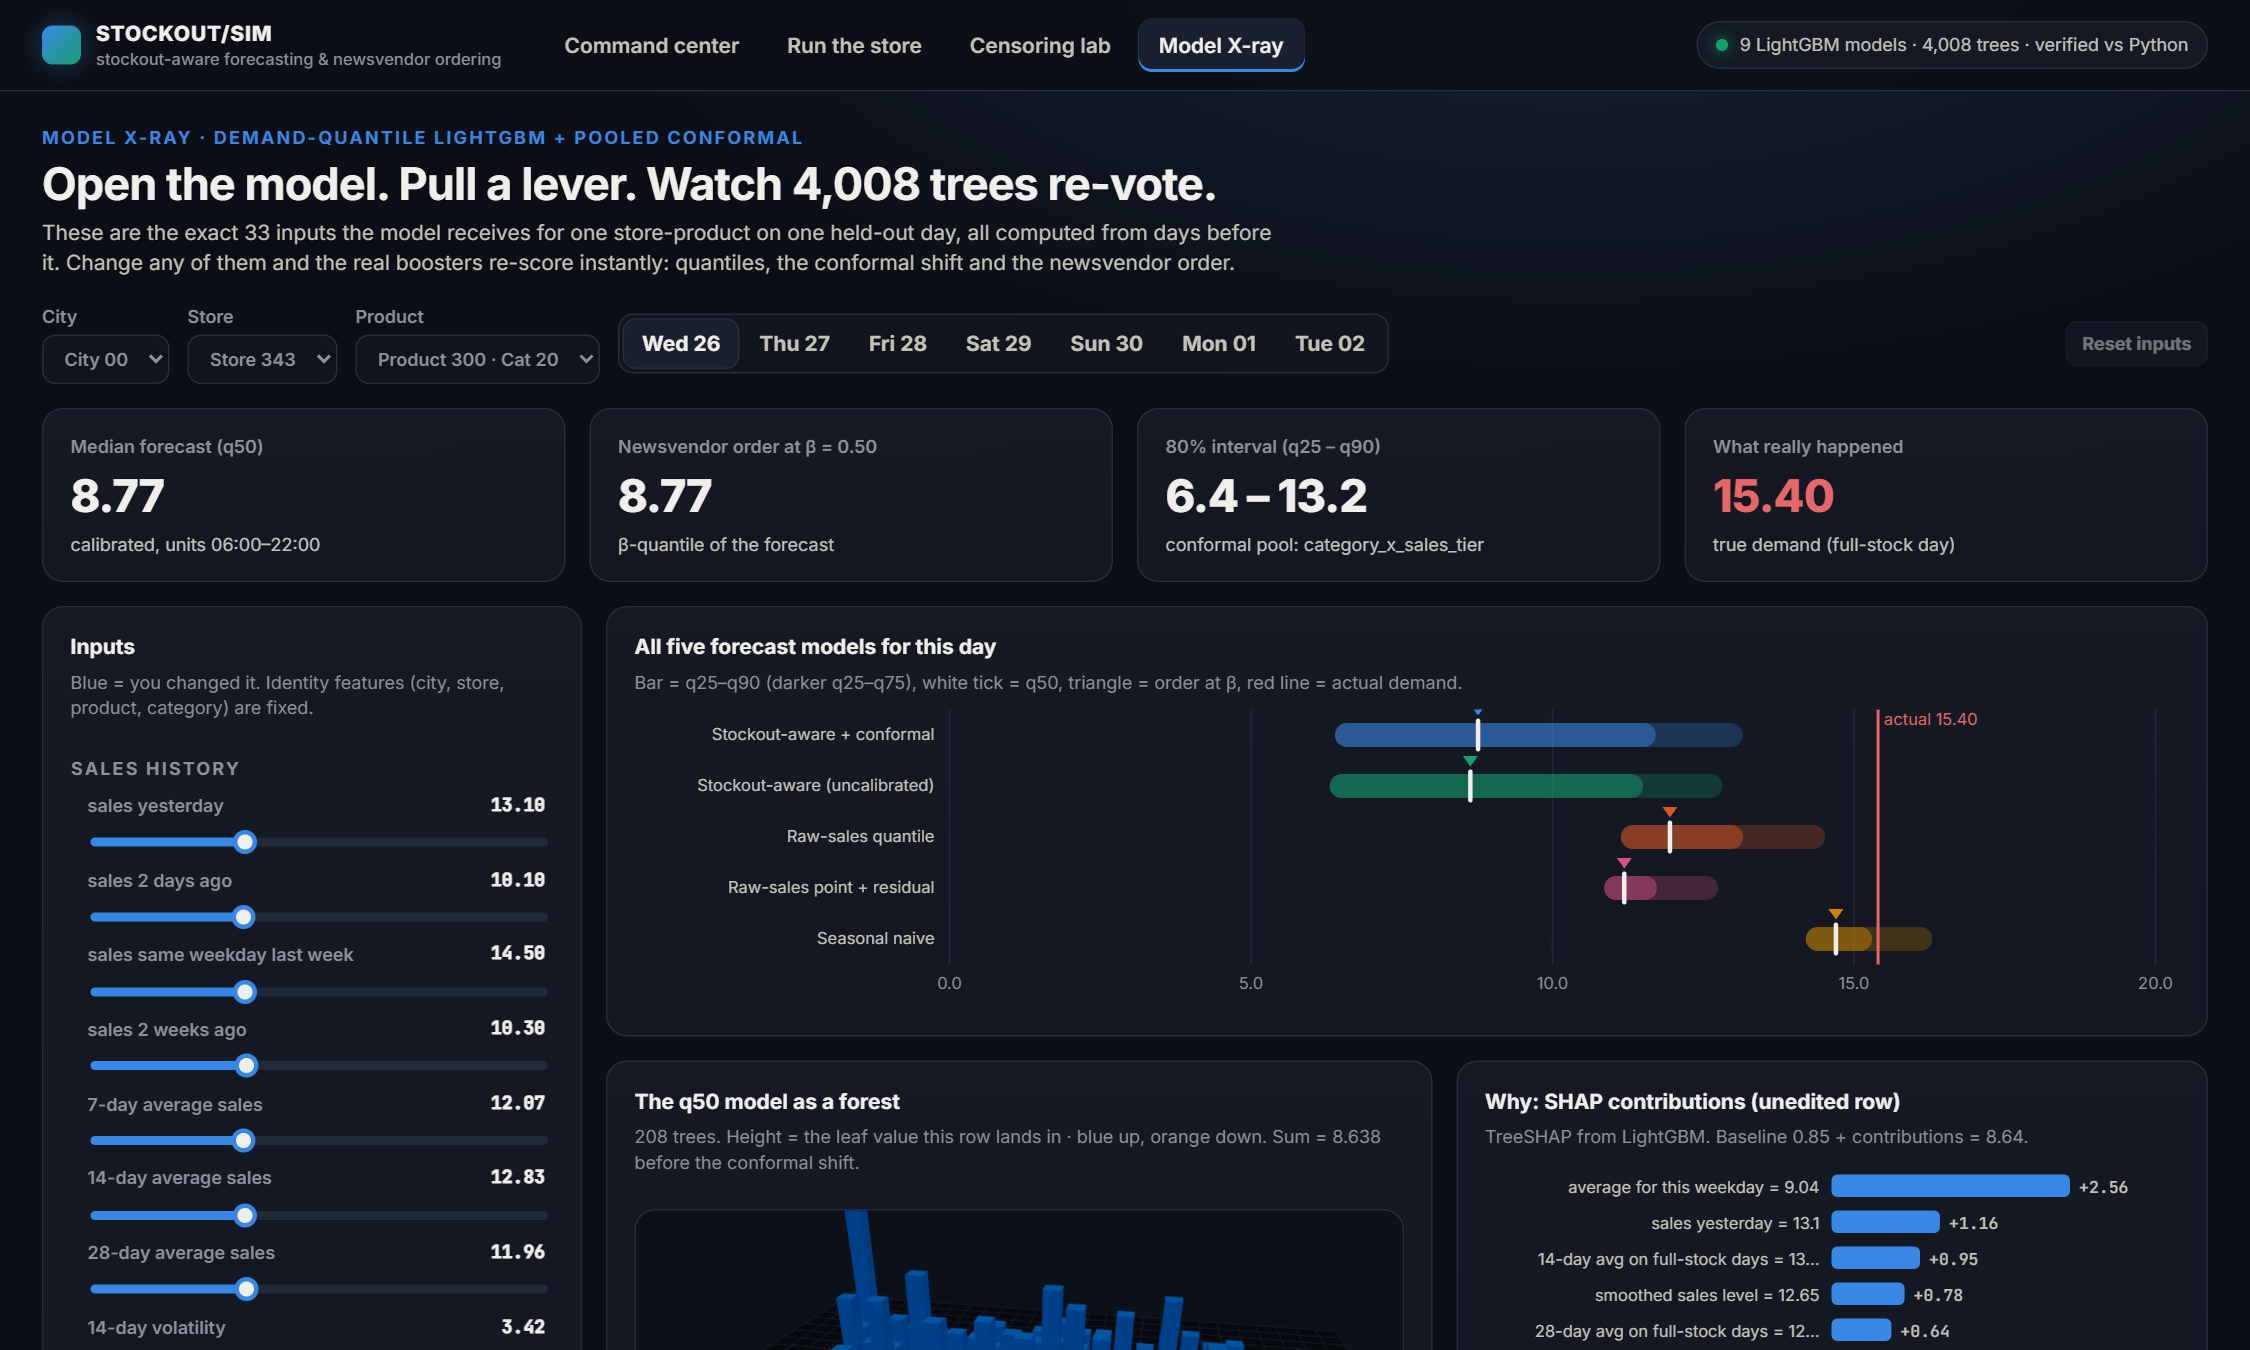 STOCKOUT/SIM
stockout-aware forecasting & newsvendor ordering
Command center
Run the store
Censoring lab
Model X-ray
9 LightGBM models · 4,008 trees · verified vs Python
MODEL X-RAY · DEMAND-QUANTILE LIGHTGBM + POOLED CONFORMAL
Open the model. Pull a lever. Watch 4,008 trees re-vote.
These are the exact 33 inputs the model receives for one store-product on one held-out day, all computed from days before
it. Change any of them and the real boosters re-score instantly: quantiles, the conformal shift and the newsvendor order.
City
Store
Product
City 00
Store 343
Product 300 · Cat 20
Wed 26
Thu 27
Fri 28
Sat 29
Sun 30
Mon 01
Tue 02
Reset inputs
Median forecast (q50)
8.77
calibrated, units 06:00–22:00
Newsvendor order at β = 0.50
8.77
β-quantile of the forecast
80% interval (q25 – q90)
6.4 – 13.2
conformal pool: category_x_sales_tier
What really happened
15.40
true demand (full-stock day)
Inputs
Blue = you changed it. Identity features (city, store,
product, category) are fixed.
SALES HISTORY
sales yesterday 13.10
sales 2 days ago 10.10
sales same weekday last week 14.50
sales 2 weeks ago 10.30
7-day average sales 12.07
14-day average sales 12.83
28-day average sales 11.96
14-day volatility 3.42
All five forecast models for this day
Bar = q25–q90 (darker q25–q75), white tick = q50, triangle = order at β, red line = actual demand.
actual 15.40
Stockout-aware + conformal
Stockout-aware (uncalibrated)
Raw-sales quantile
Raw-sales point + residual
Seasonal naive
0.0 5.0 10.0 15.0 20.0
The q50 model as a forest
208 trees. Height = the leaf value this row lands in · blue up, orange down. Sum = 8.638
before the conformal shift.
Why: SHAP contributions (unedited row)
TreeSHAP from LightGBM. Baseline 0.85 + contributions = 8.64.
average for this weekday = 9.04 +2.56
sales yesterday = 13.1 +1.16
14-day avg on full-stock days = 13... +0.95
smoothed sales level = 12.65 +0.78
28-day avg on full-stock days = 12... +0.64